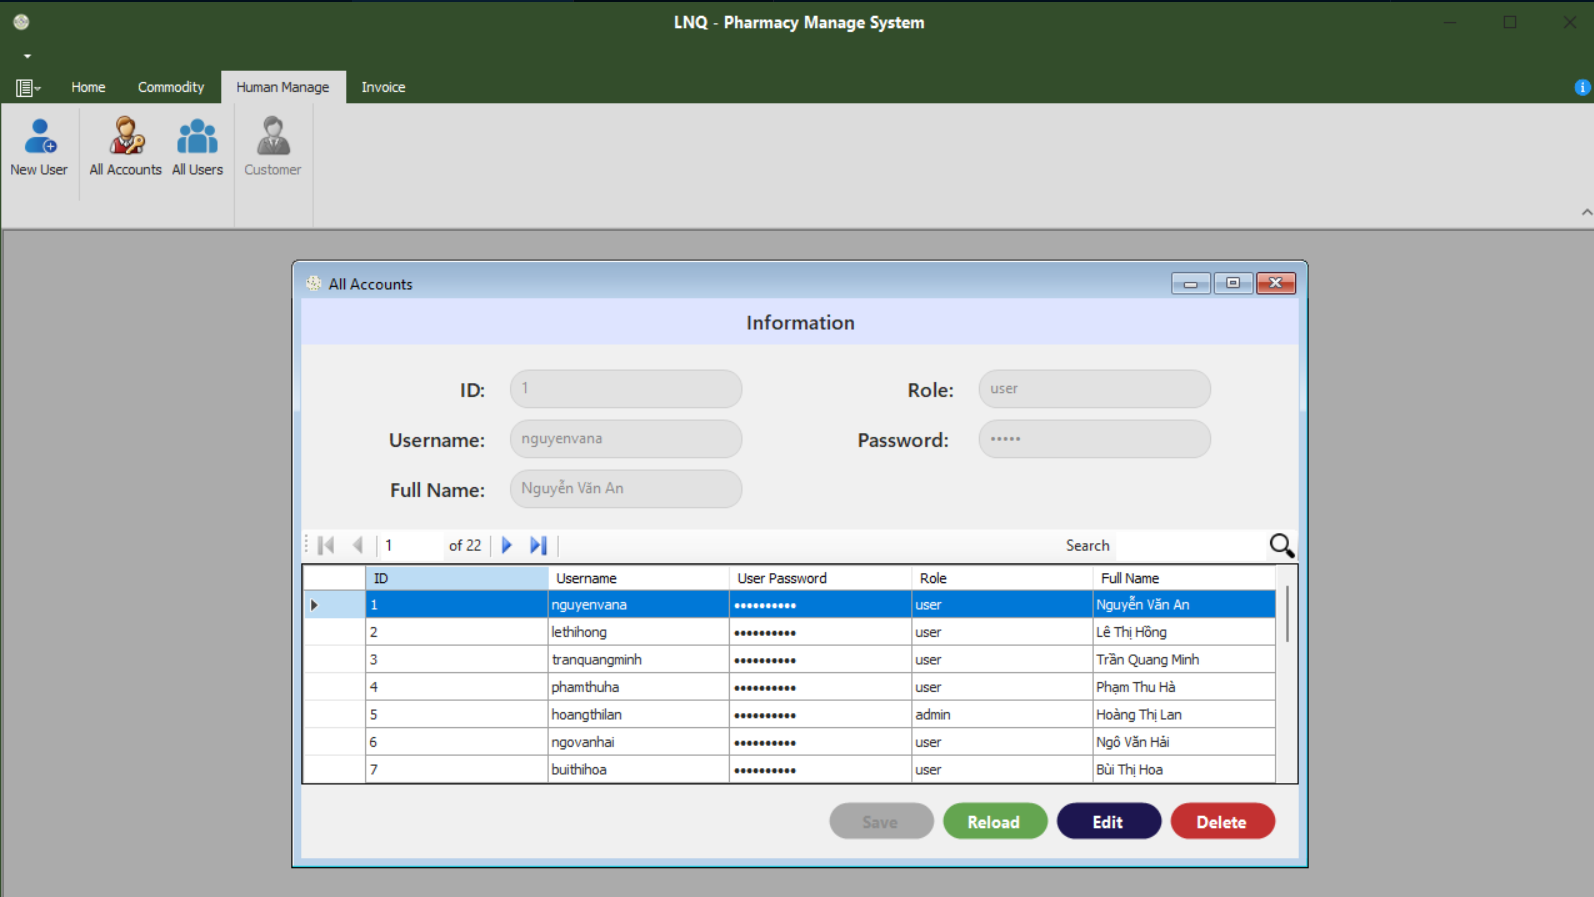 LNQ - Pharmacy Manage System
Home Commodity Human Manage Invoice
New User All Accounts All Users Customer
All Accounts
Information
ID: 1 Role: user
Username: nguyenvana Password: •••••
Full Name: Nguyễn Văn An
1 of 22 Search
ID Username User Password Role Full Name
1 nguyenvana •••••••••• user Nguyễn Văn An
2 lethihong •••••••••• user Lê Thị Hồng
3 tranquangminh •••••••••• user Trần Quang Minh
4 phamthuha •••••••••• user Phạm Thu Hà
5 hoangthilan •••••••••• admin Hoàng Thị Lan
6 ngovanhai •••••••••• user Ngô Văn Hải
7 buithihoa •••••••••• user Bùi Thị Hoa
Save Reload Edit Delete